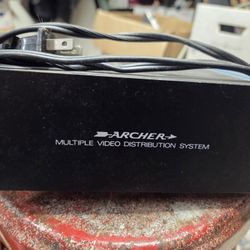 ARCHER
MULTIPLE VIDEO DISTRIBUTION SYSTEM